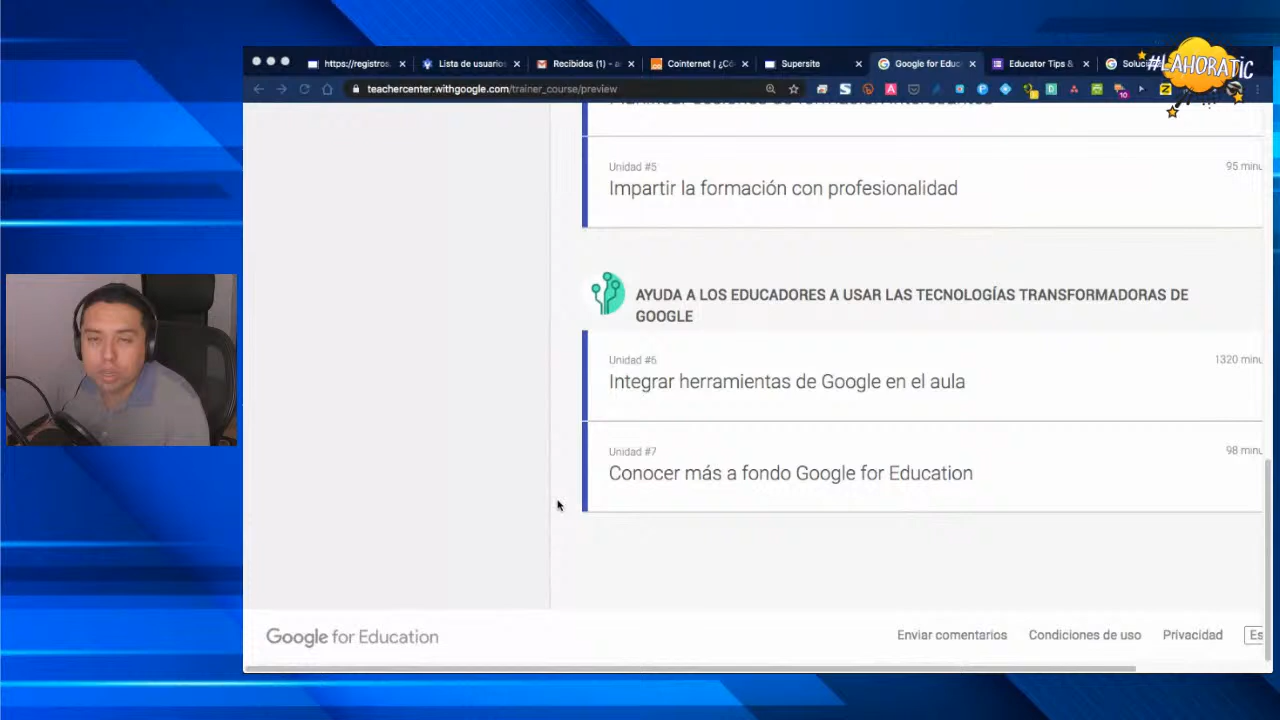 https://registros.
Lista de usuarios
Recibidos (1) - a
Cointernet | ¿Có
Supersite
Google for Educ
Educator Tips &
Soluc
#LAHORATIC
teachercenter.withgoogle.com/trainer_course/preview
Unidad #5
95 minu
Impartir la formación con profesionalidad
AYUDA A LOS EDUCADORES A USAR LAS TECNOLOGÍAS TRANSFORMADORAS DE
GOOGLE
Unidad #6
1320 minu
Integrar herramientas de Google en el aula
Unidad #7
98 minu
Conocer más a fondo Google for Education
Google for Education
Enviar comentarios
Condiciones de uso
Privacidad
Es